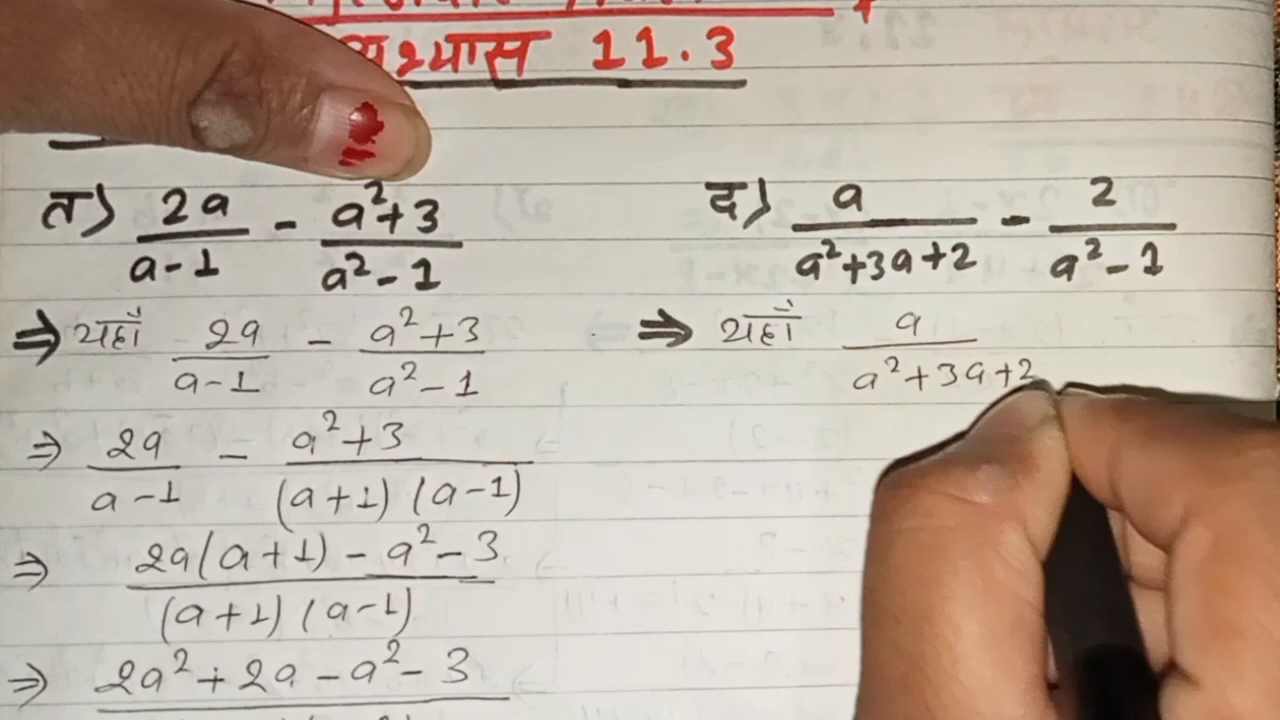 अभ्यास 11.3
त) 2a/(a-1) - (a²+3)/(a²-1)
⇒ यहाँ 2a/(a-1) - (a²+3)/(a²-1)
⇒ 2a/(a-1) - (a²+3)/((a+1)(a-1))
⇒ (2a(a+1)-a²-3)/((a+1)(a-1))
⇒ 2a²+2a-a²-3
द) a/(a²+3a+2) - 2/(a²-1)
⇒ यहाँ a/(a²+3a+2)